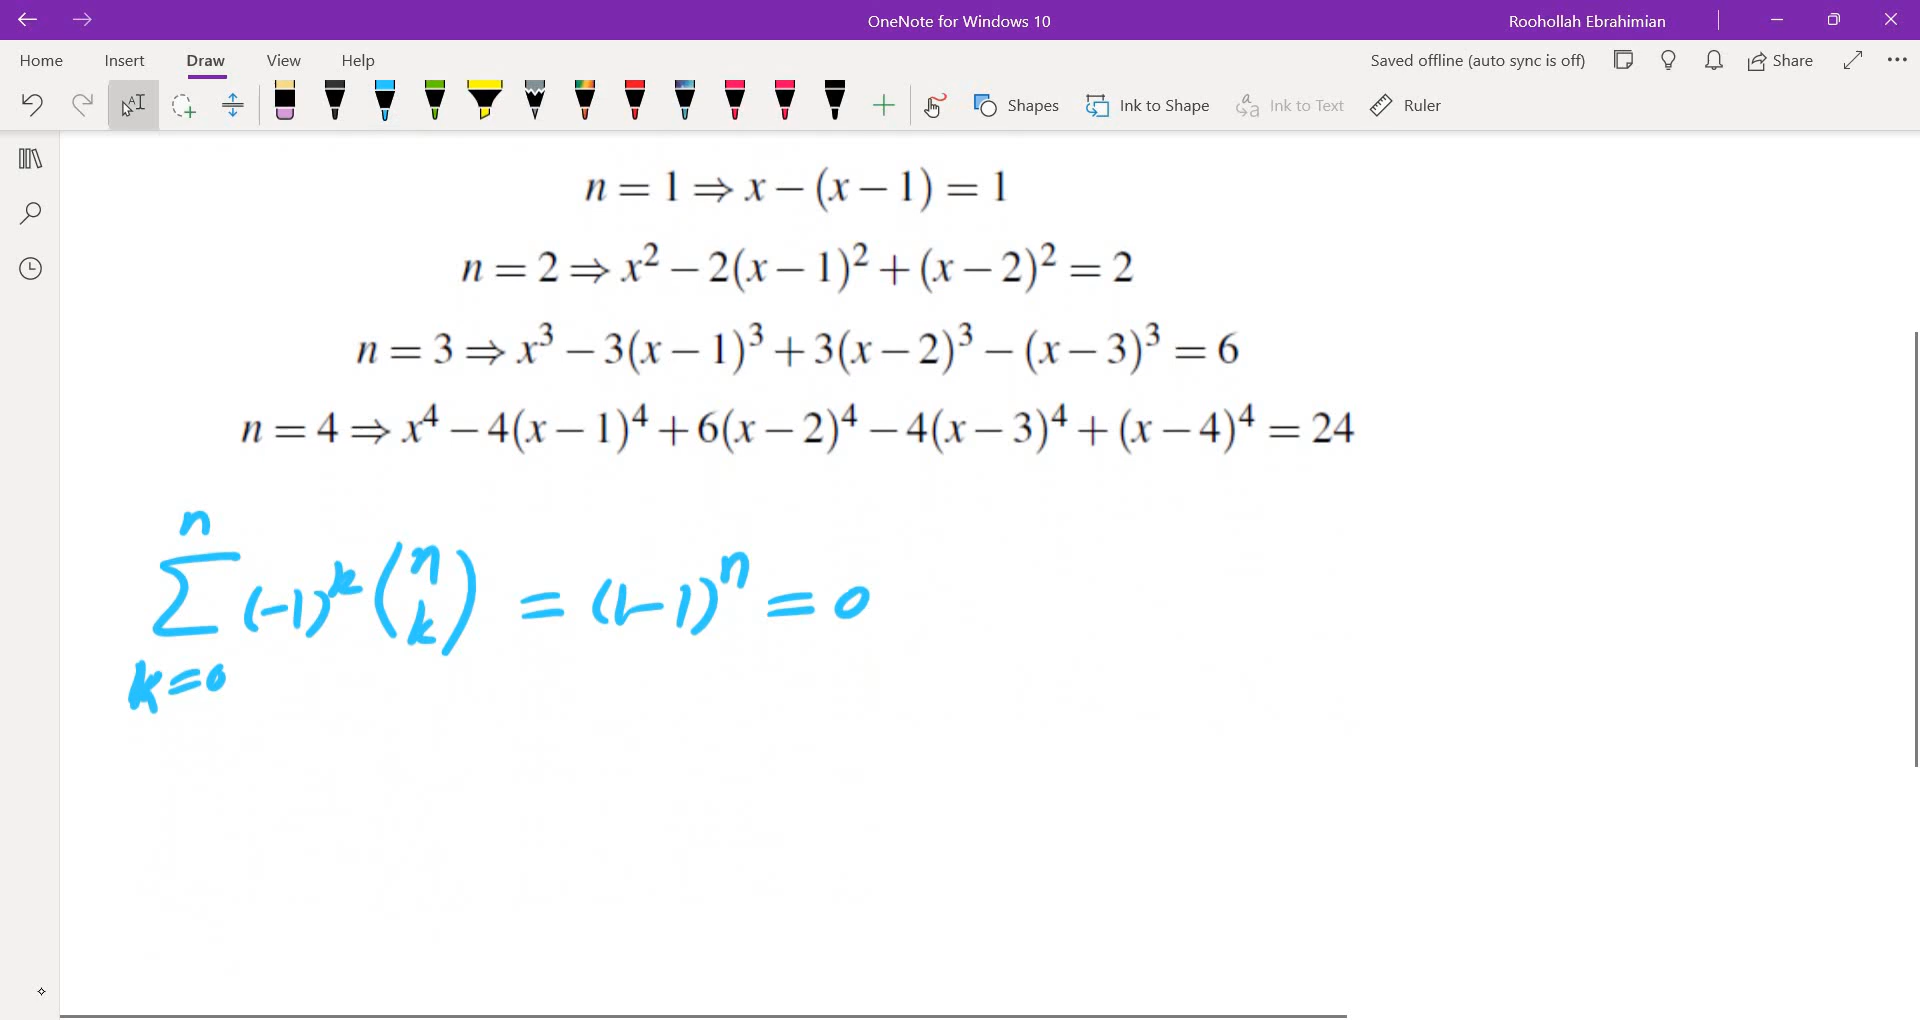 OneNote for Windows 10
Roohollah Ebrahimian
Home Insert Draw View Help
Saved offline (auto sync is off) Share
Shapes Ink to Shape Ink to Text Ruler
n = 1 ⇒ x − (x − 1) = 1
n = 2 ⇒ x² − 2(x − 1)² + (x − 2)² = 2
n = 3 ⇒ x³ − 3(x − 1)³ + 3(x − 2)³ − (x − 3)³ = 6
n = 4 ⇒ x⁴ − 4(x − 1)⁴ + 6(x − 2)⁴ − 4(x − 3)⁴ + (x − 4)⁴ = 24
n
∑ (-1)^k (n k) = (1-1)^n = 0
k=0